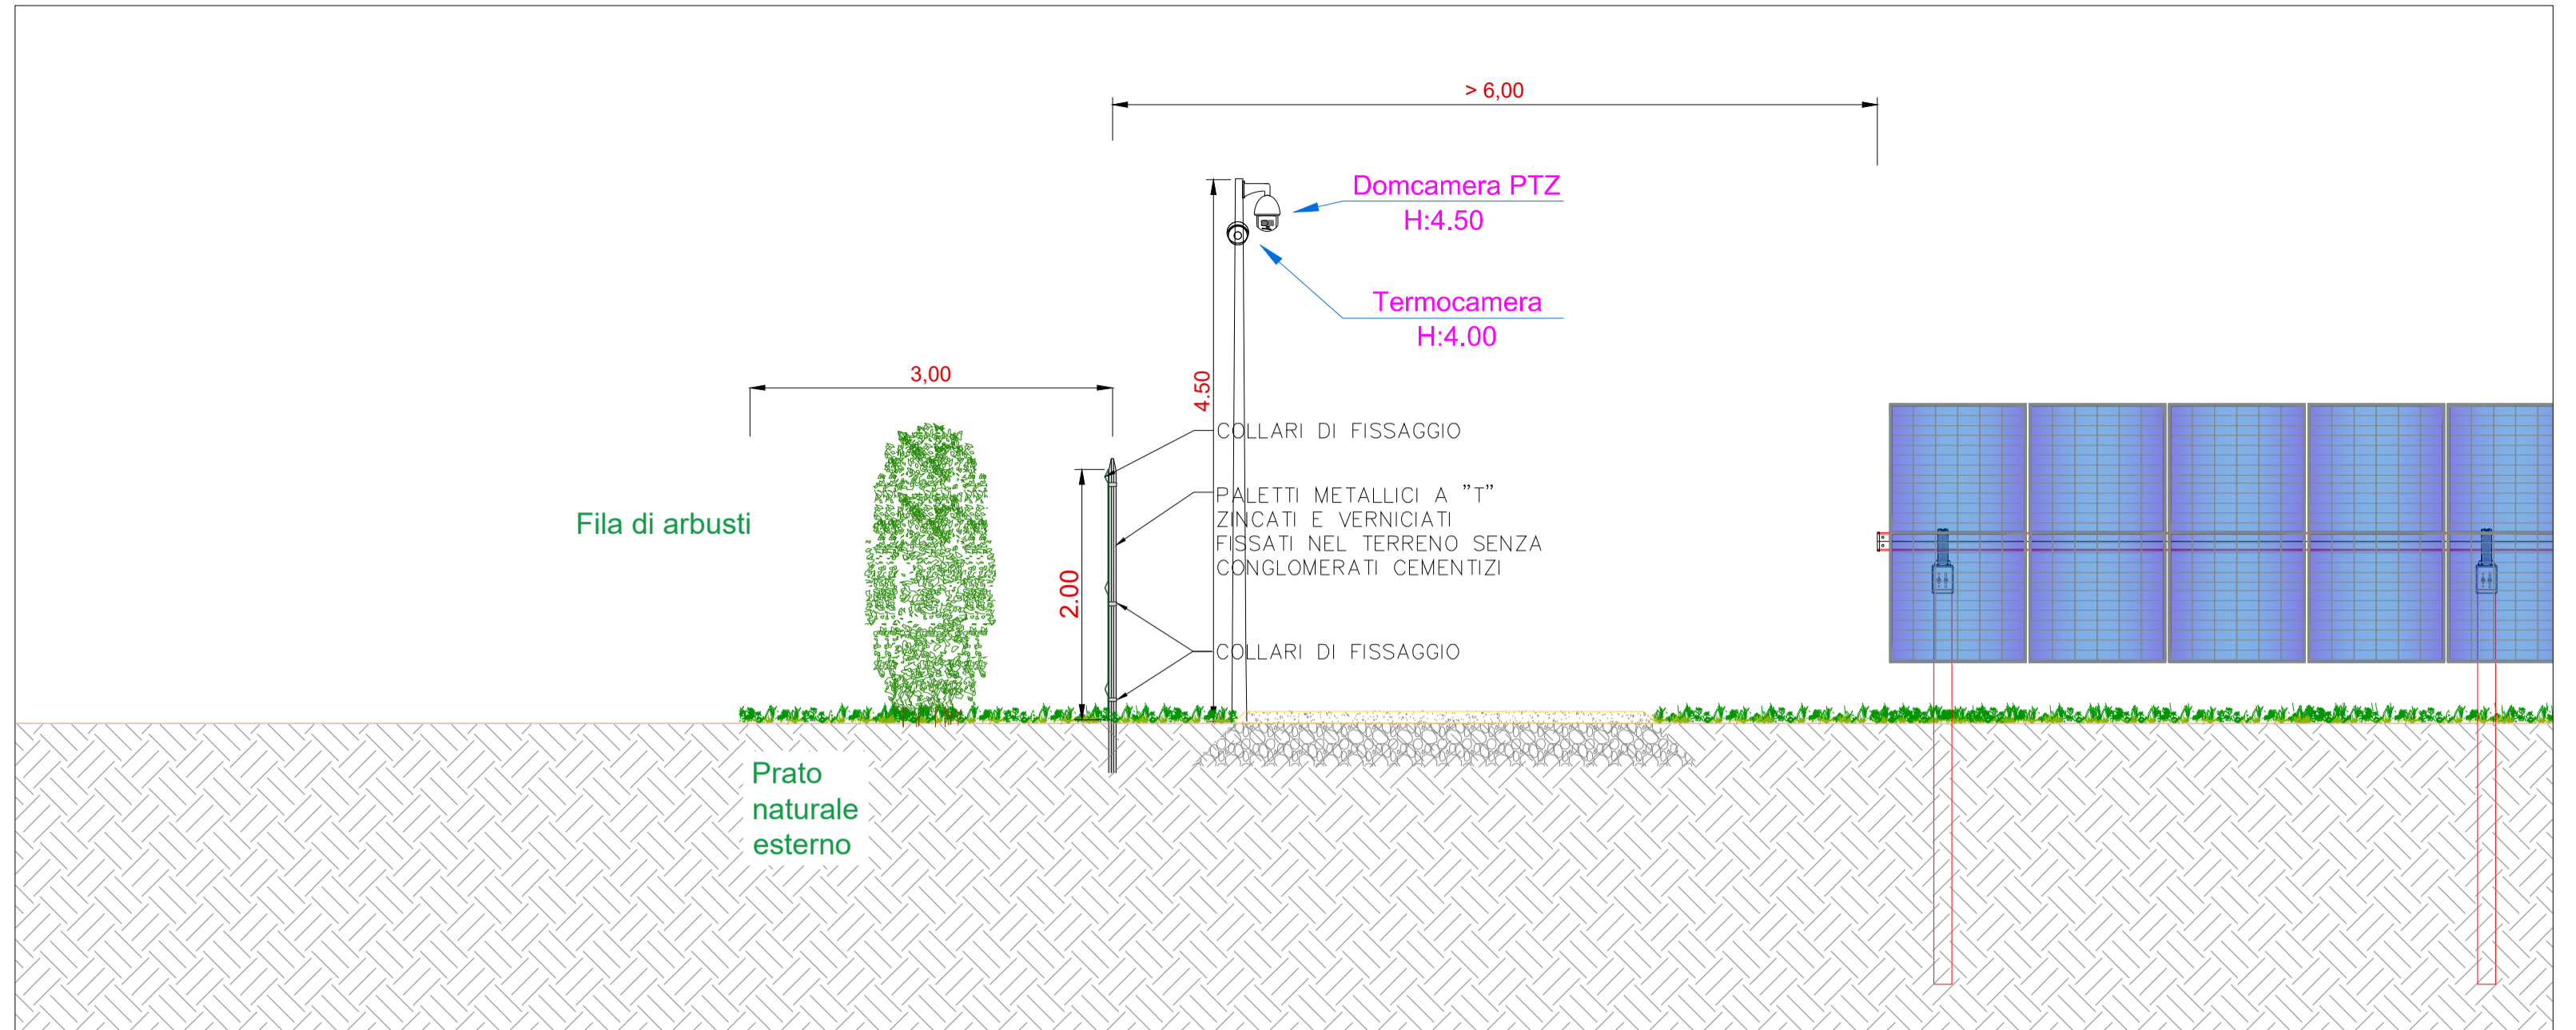 > 6,00
Domcamera PTZ
H:4.50
Termocamera
H:4.00
3,00
4.50
COLLARI DI FISSAGGIO
PALETTI METALLICI A "T"
ZINCATI E VERNICIATI
FISSATI NEL TERRENO SENZA
CONGLOMERATI CEMENTIZI
Fila di arbusti
2.00
COLLARI DI FISSAGGIO
Prato
naturale
esterno